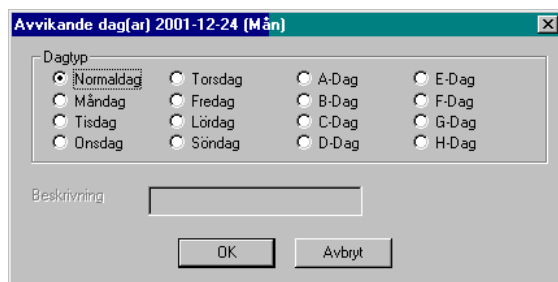 Avvikande dag(ar) 2001-12-24 (Mån)
Dagtyp
Normaldag Torsdag A-Dag E-Dag
Måndag Fredag B-Dag F-Dag
Tisdag Lördag C-Dag G-Dag
Onsdag Söndag D-Dag H-Dag
Beskrivning
OK Avbryt